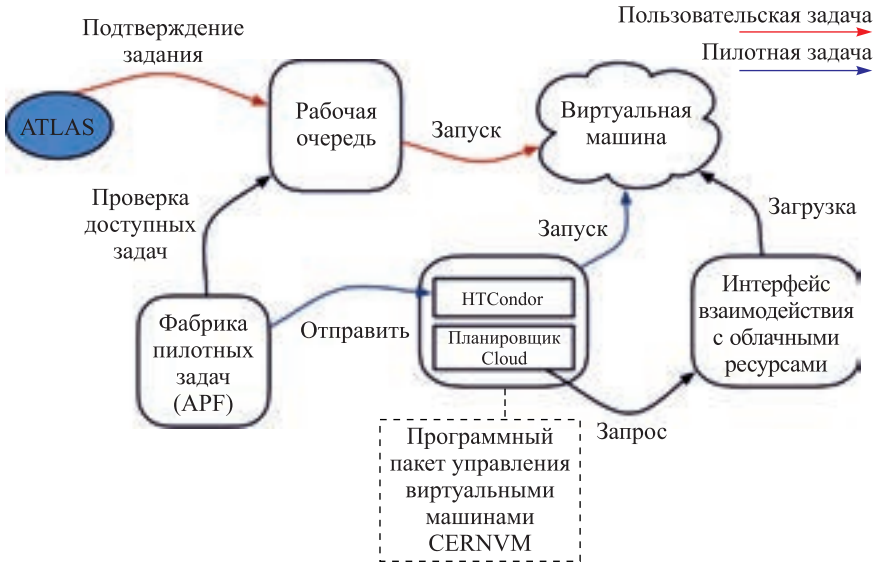 Пользовательская задача
Пилотная задача
Подтверждение
задания
ATLAS
Рабочая
очередь
Запуск
Виртуальная
машина
Проверка
доступных
задач
Загрузка
Запуск
Фабрика
пилотных
задач
(APF)
Отправить
HTCondor
Планировщик
Cloud
Интерфейс
взаимодействия
с облачными
ресурсами
Запрос
Программный
пакет управления
виртуальными
машинами
CERNVM